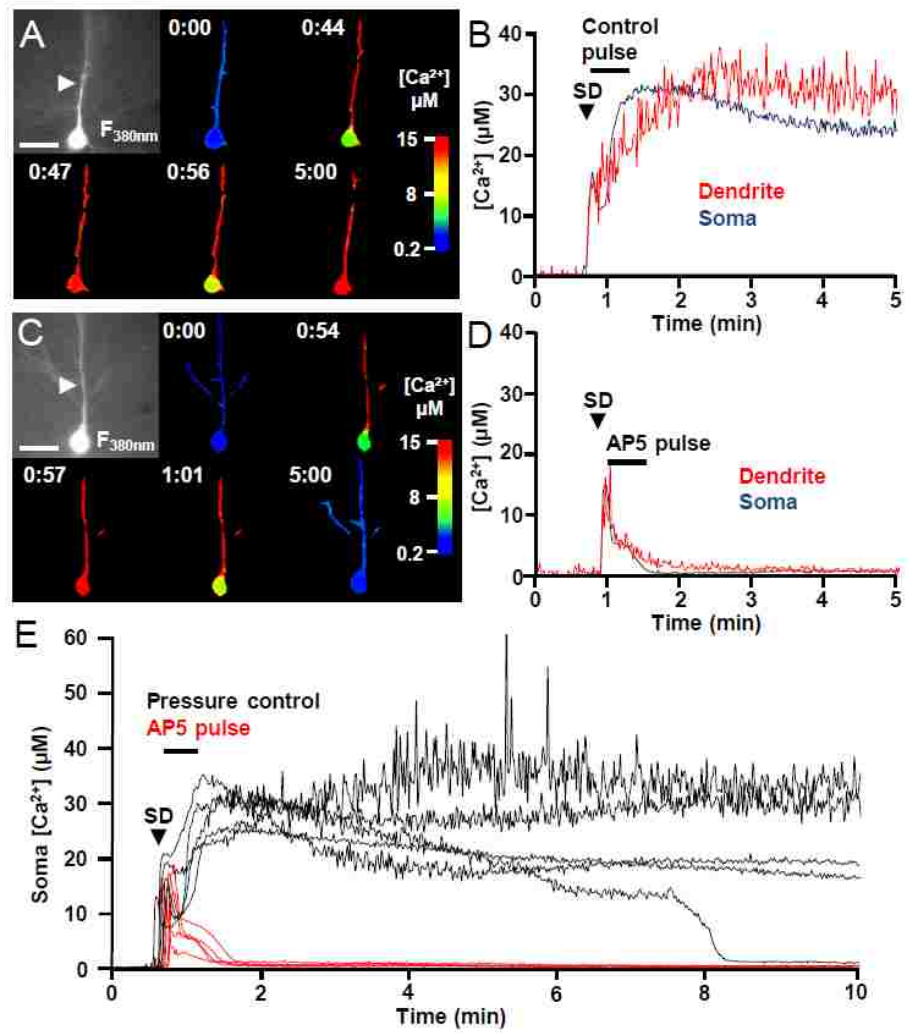 A
F380nm
0:00
0:44
[Ca2+]
µM
0:47
0:56
5:00
15
8
0.2
B
Control
pulse
SD
[Ca2+] (µM)
40
30
20
10
0
Dendrite
Soma
0 1 2 3 4 5
Time (min)
C
F380nm
0:00
0:54
[Ca2+]
µM
0:57
1:01
5:00
15
8
0.2
D
SD
AP5 pulse
[Ca2+] (µM)
40
30
20
10
0
Dendrite
Soma
0 1 2 3 4 5
Time (min)
E
Pressure control
AP5 pulse
SD
Soma [Ca2+] (µM)
60
50
40
30
20
10
0
0 2 4 6 8 10
Time (min)